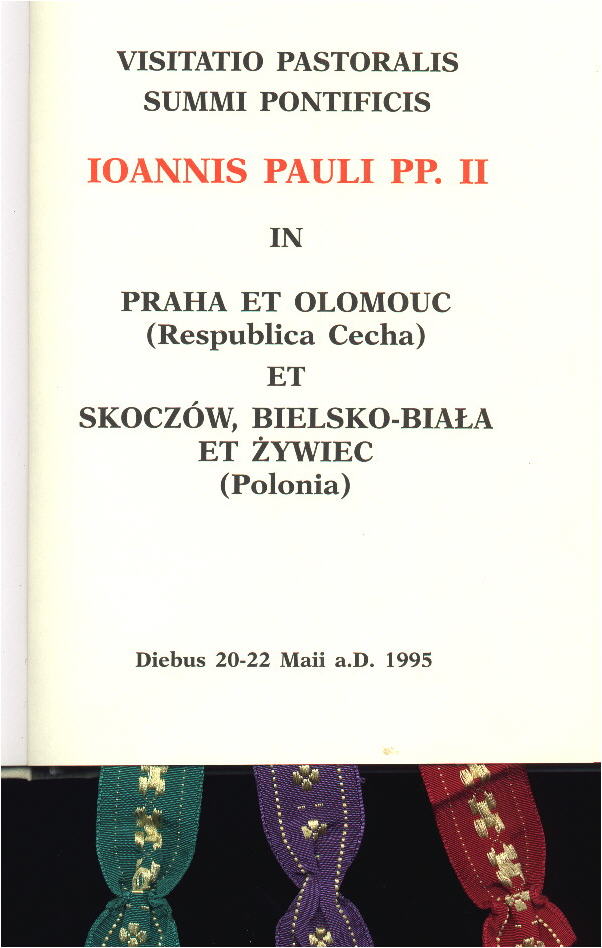 VISITATIO PASTORALIS
SUMMI PONTIFICIS
IOANNIS PAULI PP. II
IN
PRAHA ET OLOMOUC
(Respublica Cecha)
ET
SKOCZÓW, BIELSKO-BIAŁA
ET ŻYWIEC
(Polonia)
Diebus 20-22 Maii a.D. 1995